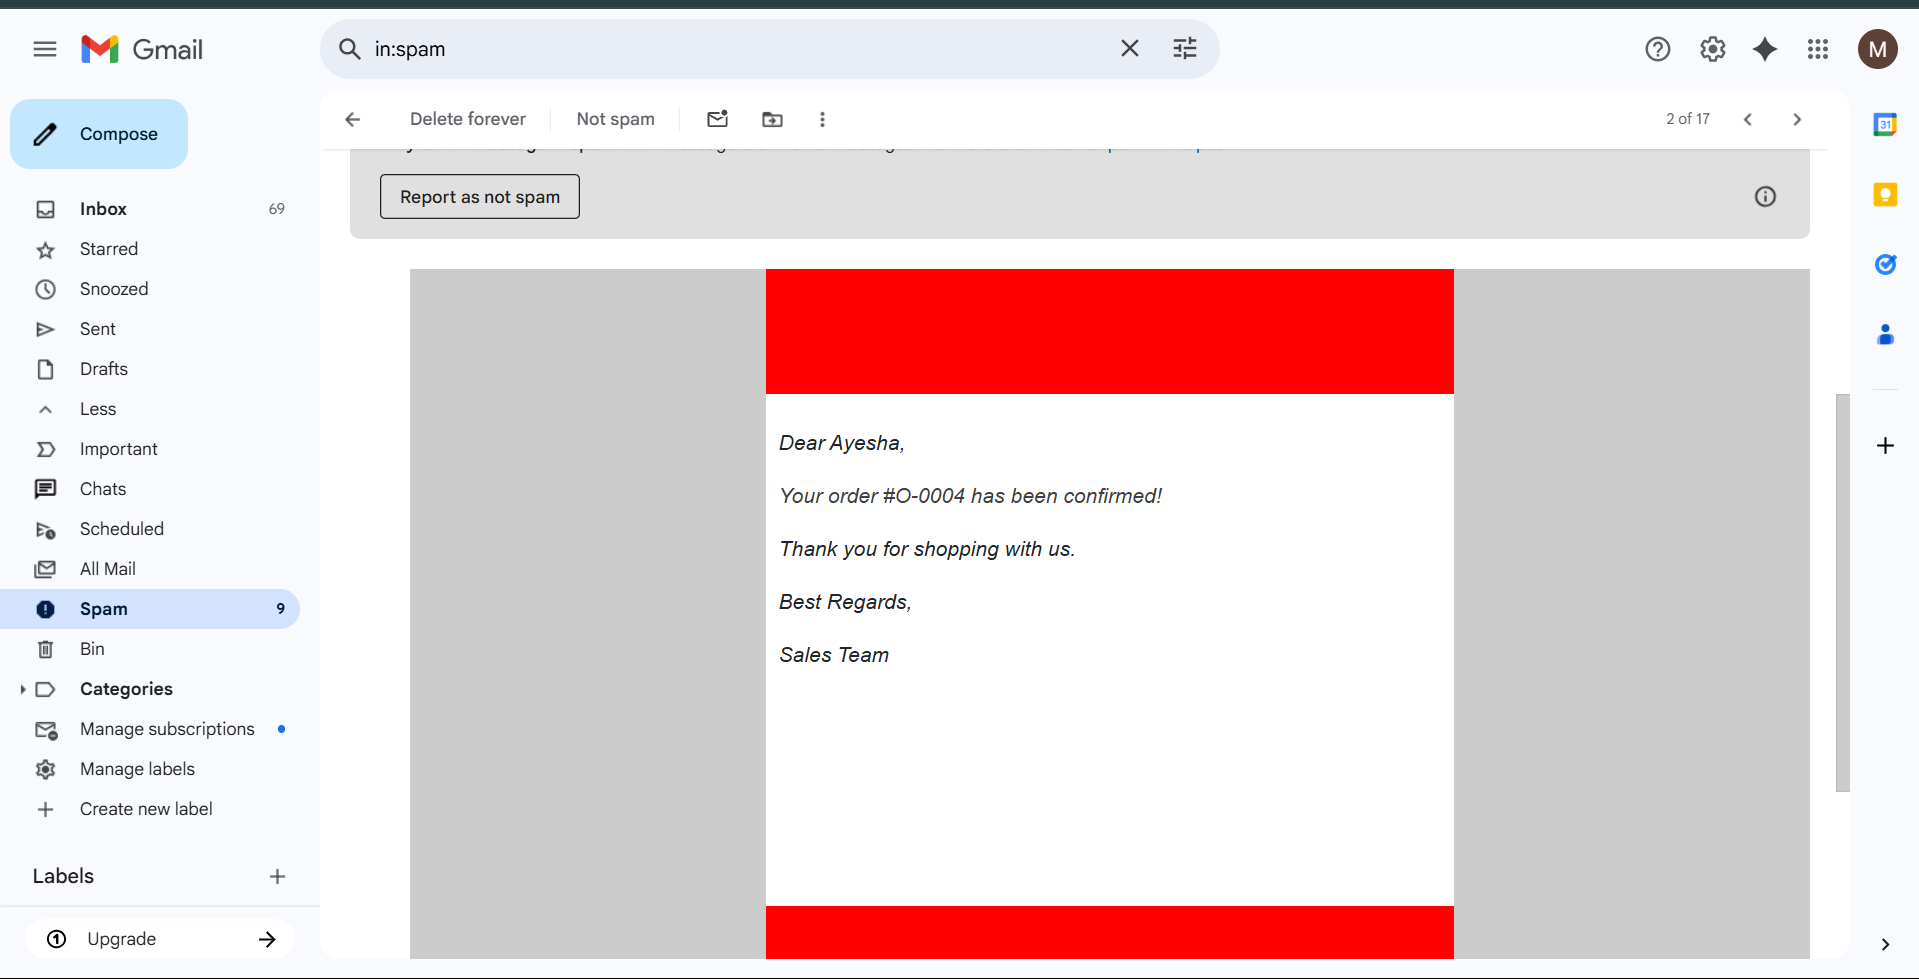 Gmail
in:spam
M
Compose
Delete forever
Not spam
2 of 17
31
Report as not spam
Inbox 69
Starred
Snoozed
Sent
Drafts
Less
Important
Chats
Scheduled
All Mail
Spam 9
Bin
Categories
Manage subscriptions
Manage labels
Create new label
Labels
1 Upgrade
Dear Ayesha,
Your order #O-0004 has been confirmed!
Thank you for shopping with us.
Best Regards,
Sales Team